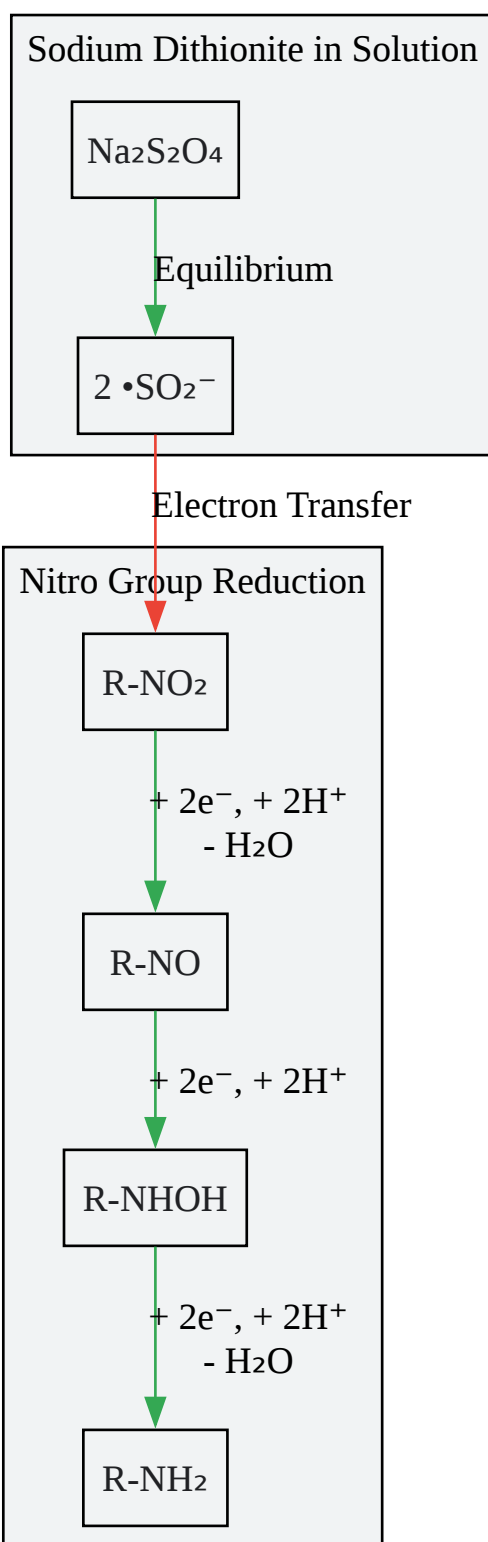 Sodium Dithionite in Solution
Na₂S₂O₄
Equilibrium
2 •SO₂⁻
Electron Transfer
Nitro Group Reduction
R-NO₂
+ 2e⁻, + 2H⁺
- H₂O
R-NO
+ 2e⁻, + 2H⁺
R-NHOH
+ 2e⁻, + 2H⁺
- H₂O
R-NH₂